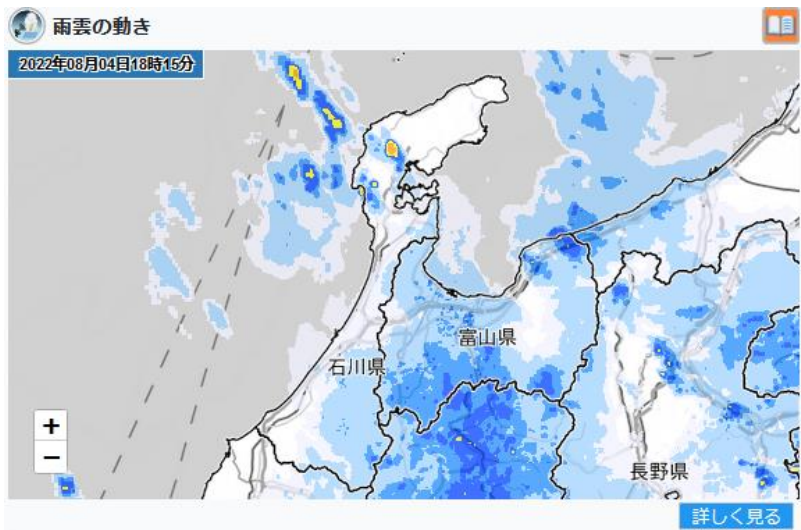 雨雲の動き
2022年08月04日18時15分
富山県
石川県
+
−
長野県
詳しく見る